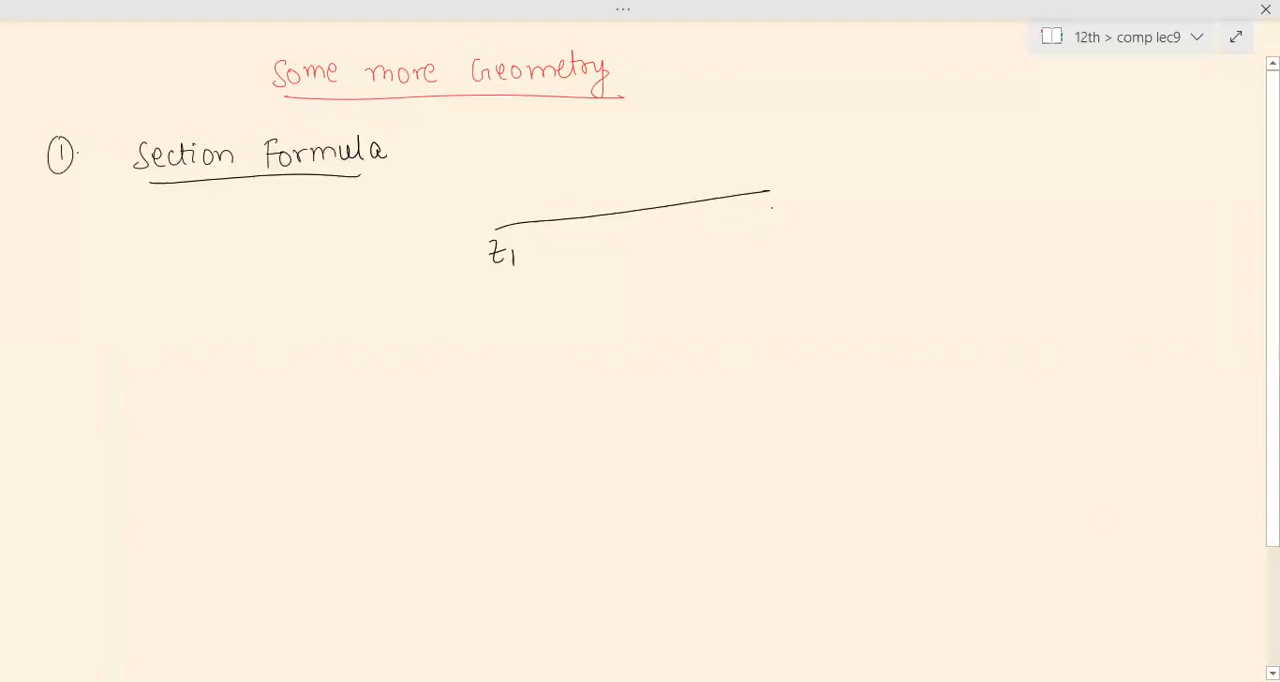 12th > comp lec9
Some more Geometry
① Section Formula
z1